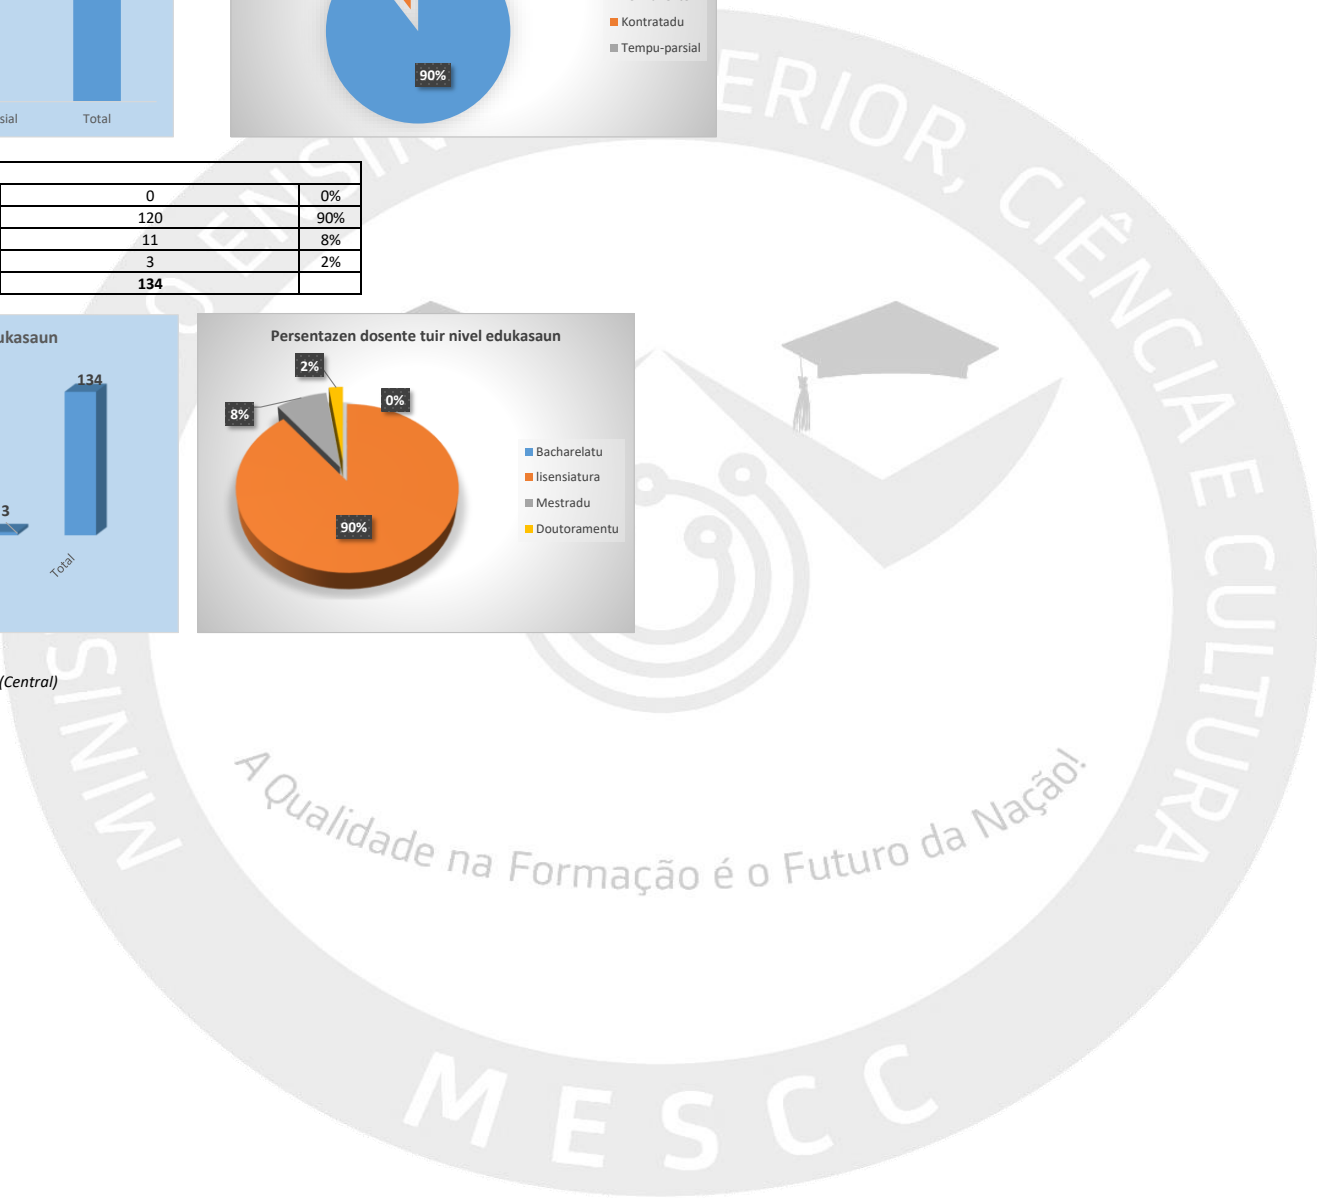 Kontratadu
Tempu-parsial
90%
sial Total
0 0%
120 90%
11 8%
3 2%
134
ukasaun
134
3
Total
Persentazen dosente tuir nivel edukasaun
2%
0%
8%
90%
Bacharelatu
lisensiatura
Mestradu
Doutoramentu
(Central)
ERIOR, CIÊNCIA E CULTURA
MINIS
O ENSIN
A Qualidade na Formação é o Futuro da Nação!
MESCC